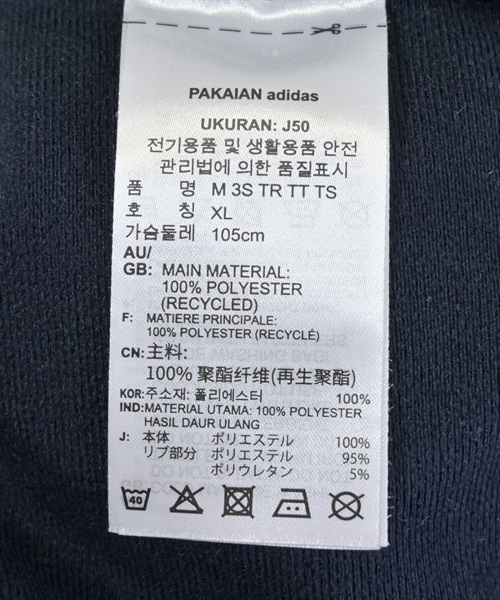 PAKAIAN adidas
UKURAN: J50
전기용품 및 생활용품 안전
관리법에 의한 품질표시
품 명 M 3S TR TT TS
호 칭 XL
가슴둘레 105cm
AU/
GB: MAIN MATERIAL:
100% POLYESTER
(RECYCLED)
F: MATIERE PRINCIPALE:
100% POLYESTER (RECYCLÉ)
CN: 主料:
100% 聚酯纤维(再生聚酯)
KOR: 주소재: 폴리에스터 100%
IND: MATERIAL UTAMA: 100% POLYESTER
HASIL DAUR ULANG
J: 本体 ポリエステル 100%
リブ部分 ポリエステル 95%
ポリウレタン 5%
40